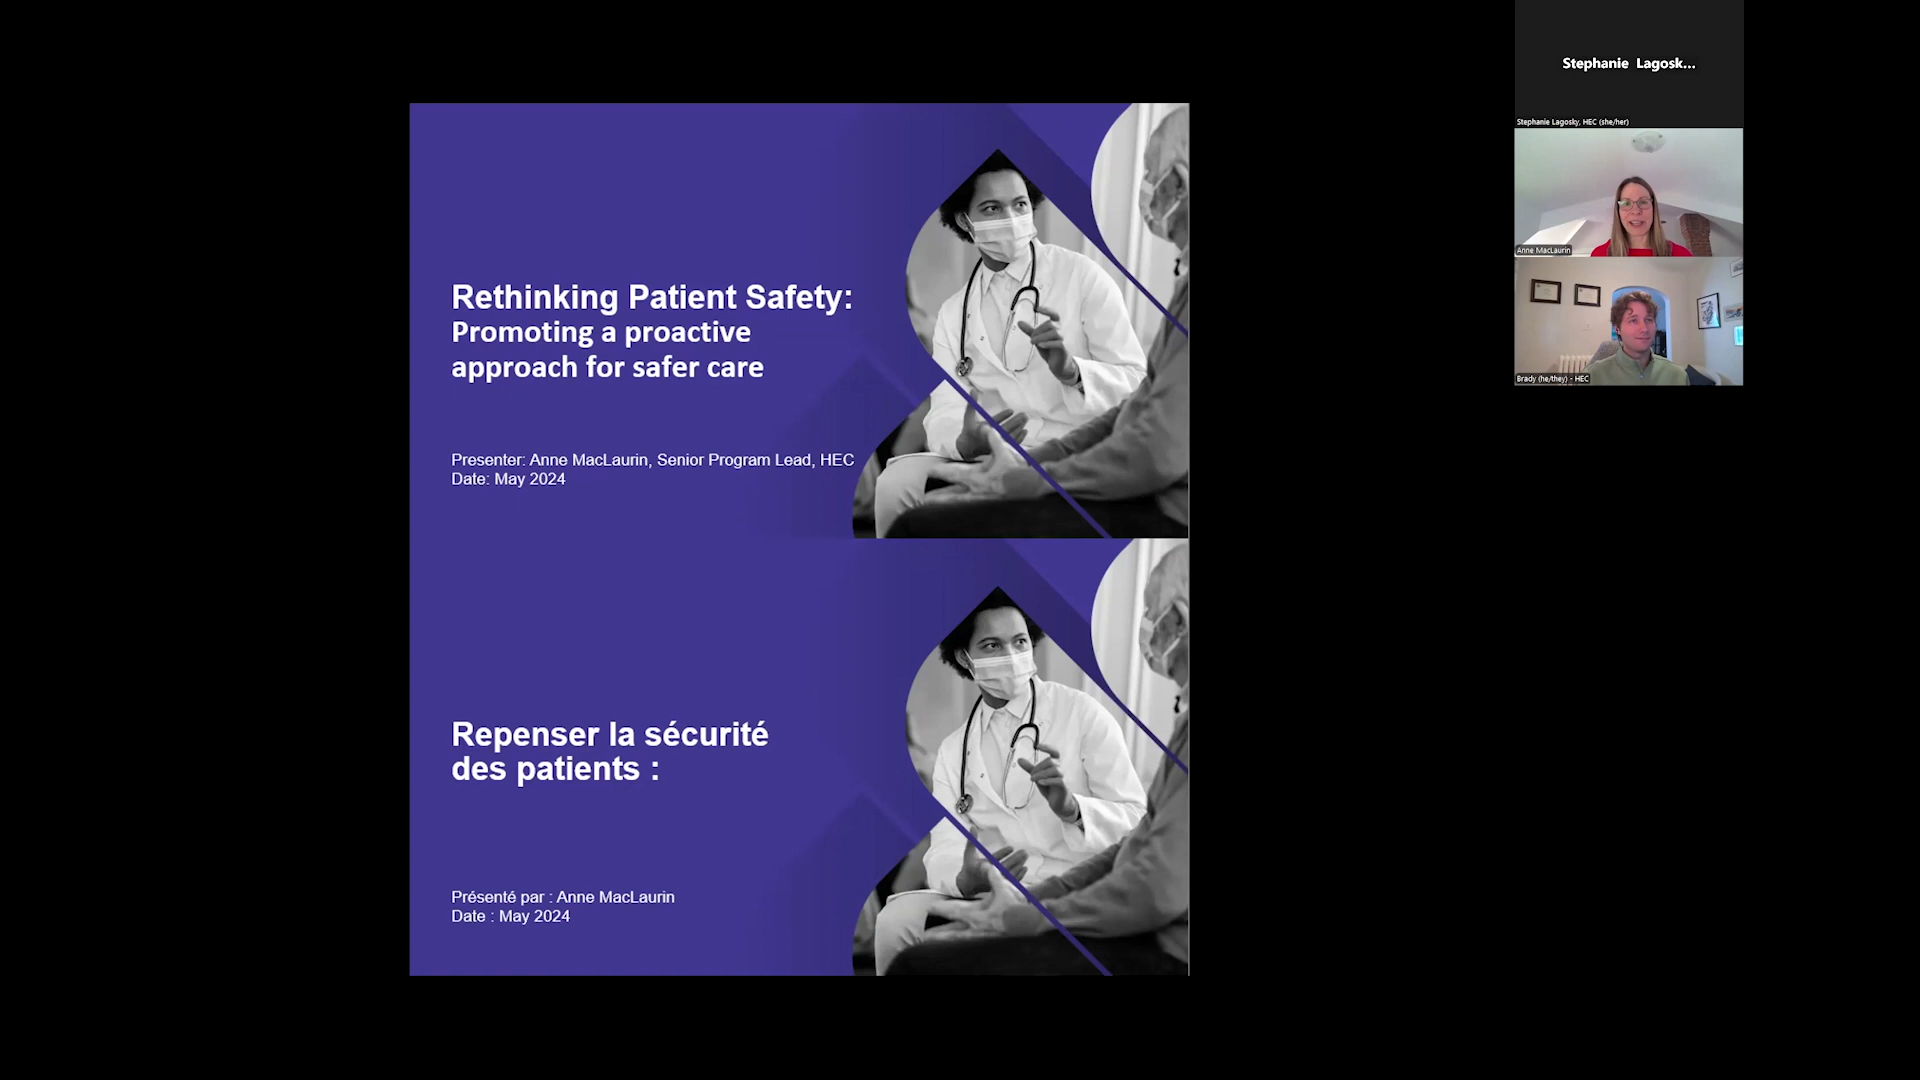 Rethinking Patient Safety:
Promoting a proactive
approach for safer care
Presenter: Anne MacLaurin, Senior Program Lead, HEC
Date: May 2024
Repenser la sécurité
des patients :
Présenté par : Anne MacLaurin
Date : May 2024
Stephanie Lagosk...
Stephanie Lagosky, HEC (she/her)
Anne MacLaurin
Brady (he/they) - HEC